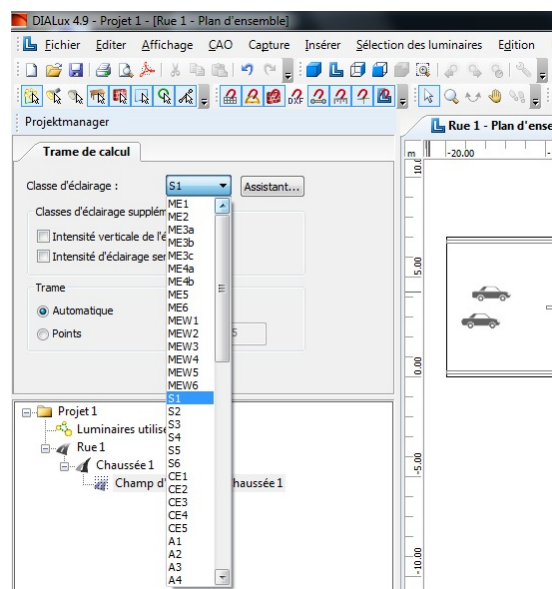 DIALux 4.9 - Projet 1 - [Rue 1 - Plan d'ensemble]
Fichier Editer Affichage CAO Capture Insérer Sélection des luminaires Edition
Projektmanager
Rue 1 - Plan d'ense
Trame de calcul
m -20.00
10.0
Classe d'éclairage : S1 Assistant...
Classes d'éclairage supplém
Intensité verticale de l'é
Intensité d'éclairage ser
Trame
Automatique
Points 5
ME1
ME2
ME3a
ME3b
ME3c
ME4a
ME4b
ME5
ME6
MEW1
MEW2
MEW3
MEW4
MEW5
MEW6
S1
S2
S3
S4
S5
S6
CE1
CE2
CE3
CE4
CE5
A1
A2
A3
A4
5.00
0.00
-5.00
-10.00
Projet 1
Luminaires utilise
Rue 1
Chaussée 1
Champ d' haussée 1